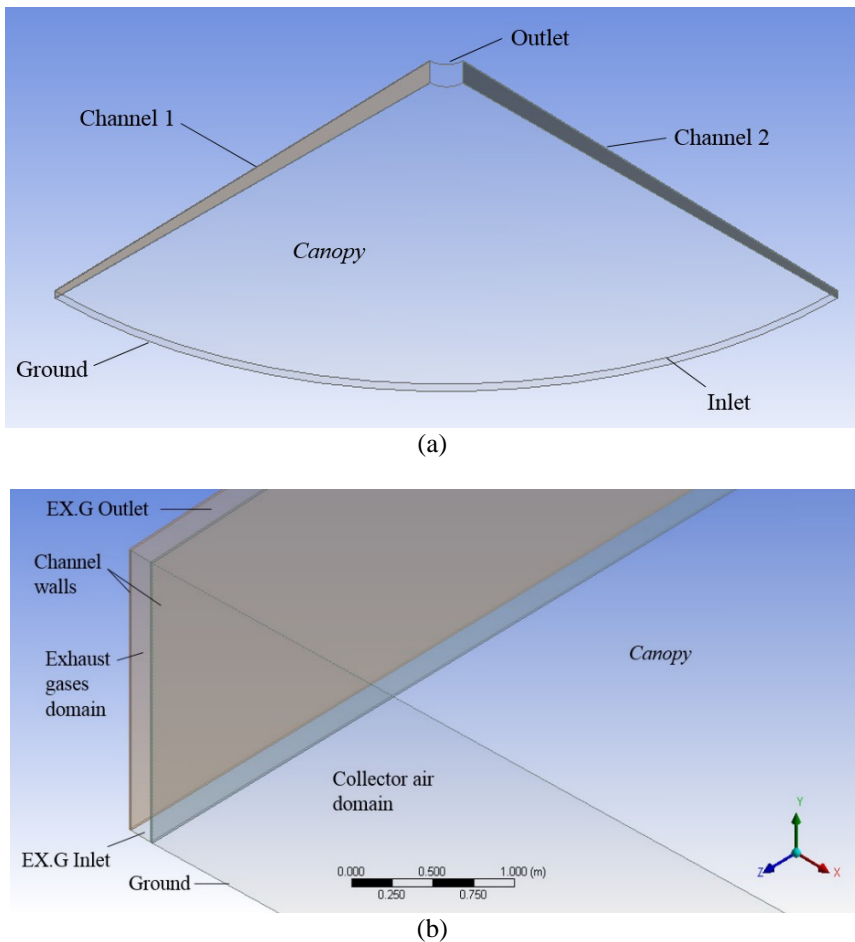 Outlet
Channel 1
Channel 2
Canopy
Ground
Inlet
(a)
EX.G Outlet
Channel
walls
Canopy
Exhaust
gases
domain
Collector air
domain
EX.G Inlet
Ground
0.000 0.500 1.000 (m)
0.250 0.750
Y
Z X
(b)